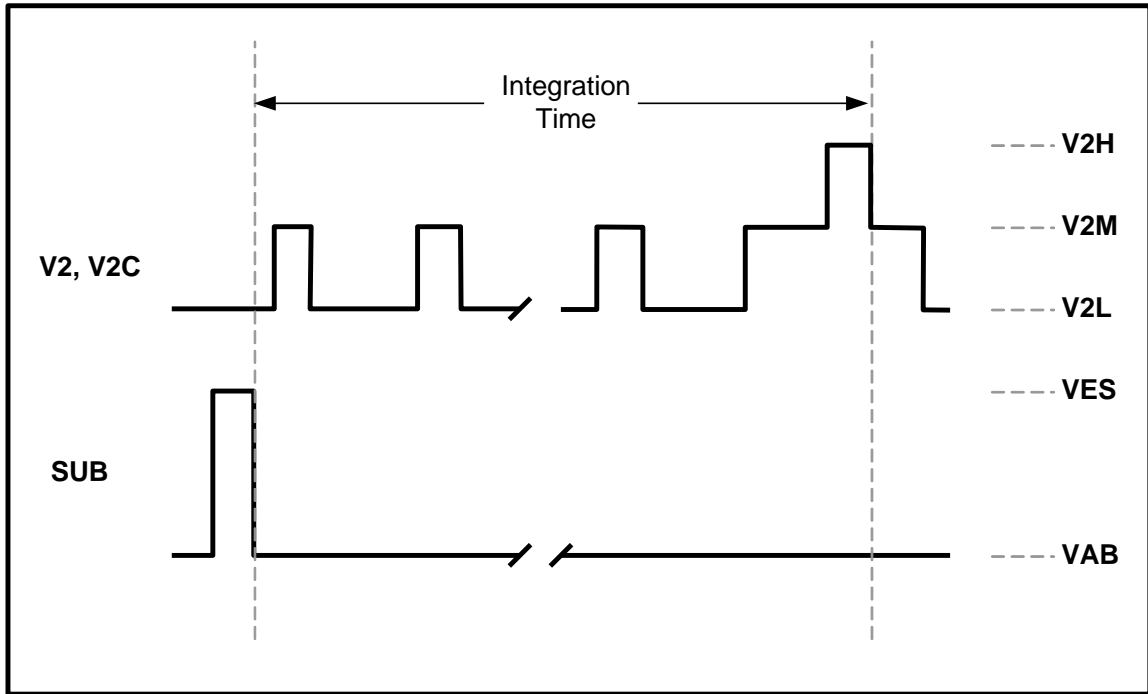 Integration
Time
V2H
V2M
V2, V2C
V2L
VES
SUB
VAB